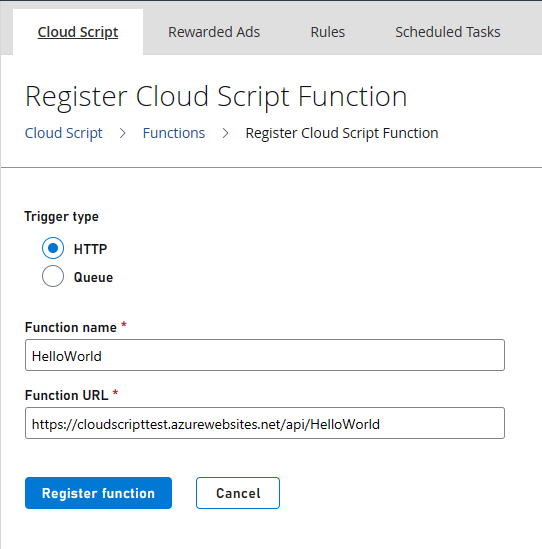 Cloud Script Rewarded Ads Rules Scheduled Tasks
Register Cloud Script Function
Cloud Script > Functions > Register Cloud Script Function
Trigger type
HTTP
Queue
Function name *
HelloWorld
Function URL *
https://cloudscripttest.azurewebsites.net/api/HelloWorld
Register function Cancel